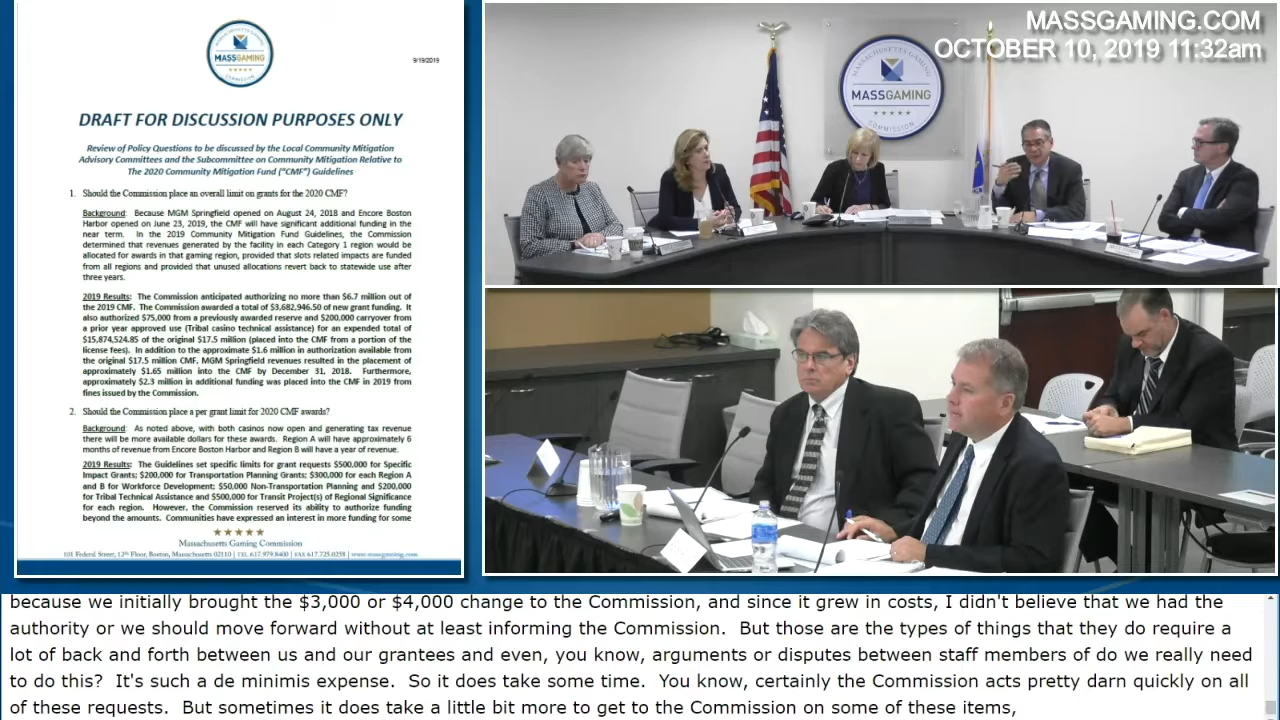 MASSGAMING
COMMISSION
9/19/2019
DRAFT FOR DISCUSSION PURPOSES ONLY
Review of Policy Questions to be discussed by the Local Community Mitigation
Advisory Committees and the Subcommittee on Community Mitigation Relative to
The 2020 Community Mitigation Fund ("CMF") Guidelines
1. Should the Commission place an overall limit on grants for the 2020 CMF?
Background: Because MGM Springfield opened on August 24, 2018 and Encore Boston
Harbor opened on June 23, 2019, the CMF will have significant additional funding in the
near term. In the 2019 Community Mitigation Fund Guidelines, the Commission
determined that revenues generated by the facility in each Category 1 region would be
allocated for awards in that gaming region, provided that slots related impacts are funded
from all regions and provided that unused allocations revert back to statewide use after
three years.
2019 Results: The Commission anticipated authorizing no more than $6.7 million out of
the 2019 CMF. The Commission awarded a total of $3,682,946.50 of new grant funding. It
also authorized $75,000 from a previously awarded reserve and $200,000 carryover from
a prior year approved use (Tribal casino technical assistance) for an expended total of
$15,874,524.85 of the original $17.5 million (placed into the CMF from a portion of the
license fees). In addition to the approximate $1.6 million in authorization available from
the original $17.5 million CMF, MGM Springfield revenues resulted in the placement of
approximately $1.65 million into the CMF by December 31, 2018. Furthermore,
approximately $2.3 million in additional funding was placed into the CMF in 2019 from
fines issued by the Commission.
2. Should the Commission place a per grant limit for 2020 CMF awards?
Background: As noted above, with both casinos now open and generating tax revenue
there will be more available dollars for these awards. Region A will have approximately 6
months of revenue from Encore Boston Harbor and Region B will have a year of revenue.
2019 Results: The Guidelines set specific limits for grant requests $500,000 for Specific
Impact Grants; $200,000 for Transportation Planning Grants; $300,000 for each Region A
and B for Workforce Development; $50,000 Non-Transportation Planning and $200,000
for Tribal Technical Assistance and $500,000 for Transit Project(s) of Regional Significance
for each region. However, the Commission reserved its ability to authorize funding
beyond the amounts. Communities have expressed an interest in more funding for some
Massachusetts Gaming Commission
101 Federal Street, 12th Floor, Boston, Massachusetts 02110 | TEL 617.979.8400 | FAX 617.725.0258 | www.massgaming.com
MASSGAMING.COM
OCTOBER 10, 2019 11:32am
MASSACHUSETTS GAMING
MASSGAMING
COMMISSION
because we initially brought the $3,000 or $4,000 change to the Commission, and since it grew in costs, I didn't believe that we had the
authority or we should move forward without at least informing the Commission. But those are the types of things that they do require a
lot of back and forth between us and our grantees and even, you know, arguments or disputes between staff members of do we really need
to do this? It's such a de minimis expense. So it does take some time. You know, certainly the Commission acts pretty darn quickly on all
of these requests. But sometimes it does take a little bit more to get to the Commission on some of these items,